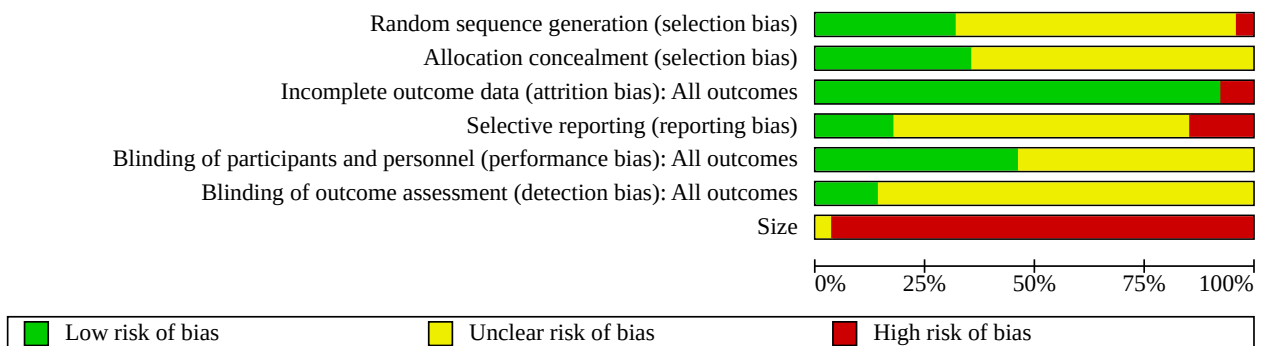 Random sequence generation (selection bias)
Allocation concealment (selection bias)
Incomplete outcome data (attrition bias): All outcomes
Selective reporting (reporting bias)
Blinding of participants and personnel (performance bias): All outcomes
Blinding of outcome assessment (detection bias): All outcomes
Size
0% 25% 50% 75% 100%
Low risk of bias Unclear risk of bias High risk of bias